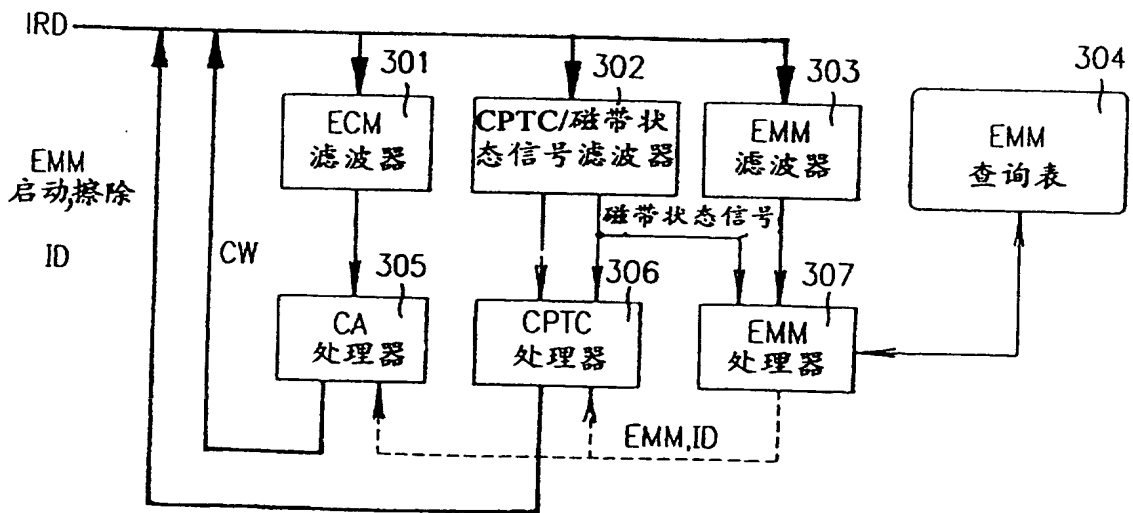 IRD
301
302
303
304
ECM
滤波器
CPTC/磁带状
态信号滤波器
EMM
滤波器
EMM
查询表
EMM
启动,擦除
ID
CW
磁带状态信号
305
306
307
CA
处理器
CPTC
处理器
EMM
处理器
EMM,ID